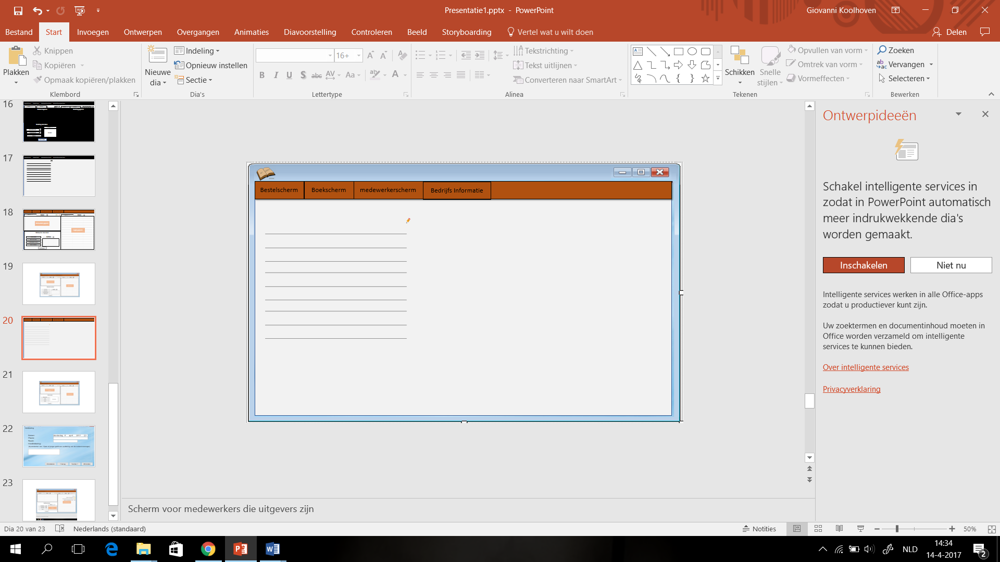 Presentatie1.pptx - PowerPoint
Giovanni Koolhoven
Bestand Start Invoegen Ontwerpen Overgangen Animaties Diavoorstelling Controleren Beeld Storyboarding Vertel wat u wilt doen Delen
Plakken
Knippen
Kopiëren
Opmaak kopiëren/plakken
Klembord
Nieuwe dia
Indeling
Opnieuw instellen
Sectie
Dia's
16+
B I U S abc AV Aa A
Lettertype
Tekstrichting
Tekst uitlijnen
Converteren naar SmartArt
Alinea
Schikken
Snelle stijlen
Opvullen van vorm
Omtrek van vorm
Vormeffecten
Tekenen
Zoeken
Vervangen
Selecteren
Bewerken
16
17
18
19
20
21
22
23
Bestelscherm Boekscherm medewerkerscherm Bedrijfs Informatie
Scherm voor medewerkers die uitgevers zijn
Ontwerpideeën
Schakel intelligente services in
zodat in PowerPoint automatisch
meer indrukwekkende dia's
worden gemaakt.
Inschakelen Niet nu
Intelligente services werken in alle Office-apps
zodat u productiever kunt zijn.
Uw zoektermen en documentinhoud moeten in
Office worden verzameld om intelligente
services te kunnen bieden.
Over intelligente services
Privacyverklaring
Dia 20 van 23 Nederlands (standaard) Notities 50%
NLD
14:34
14-4-2017
2